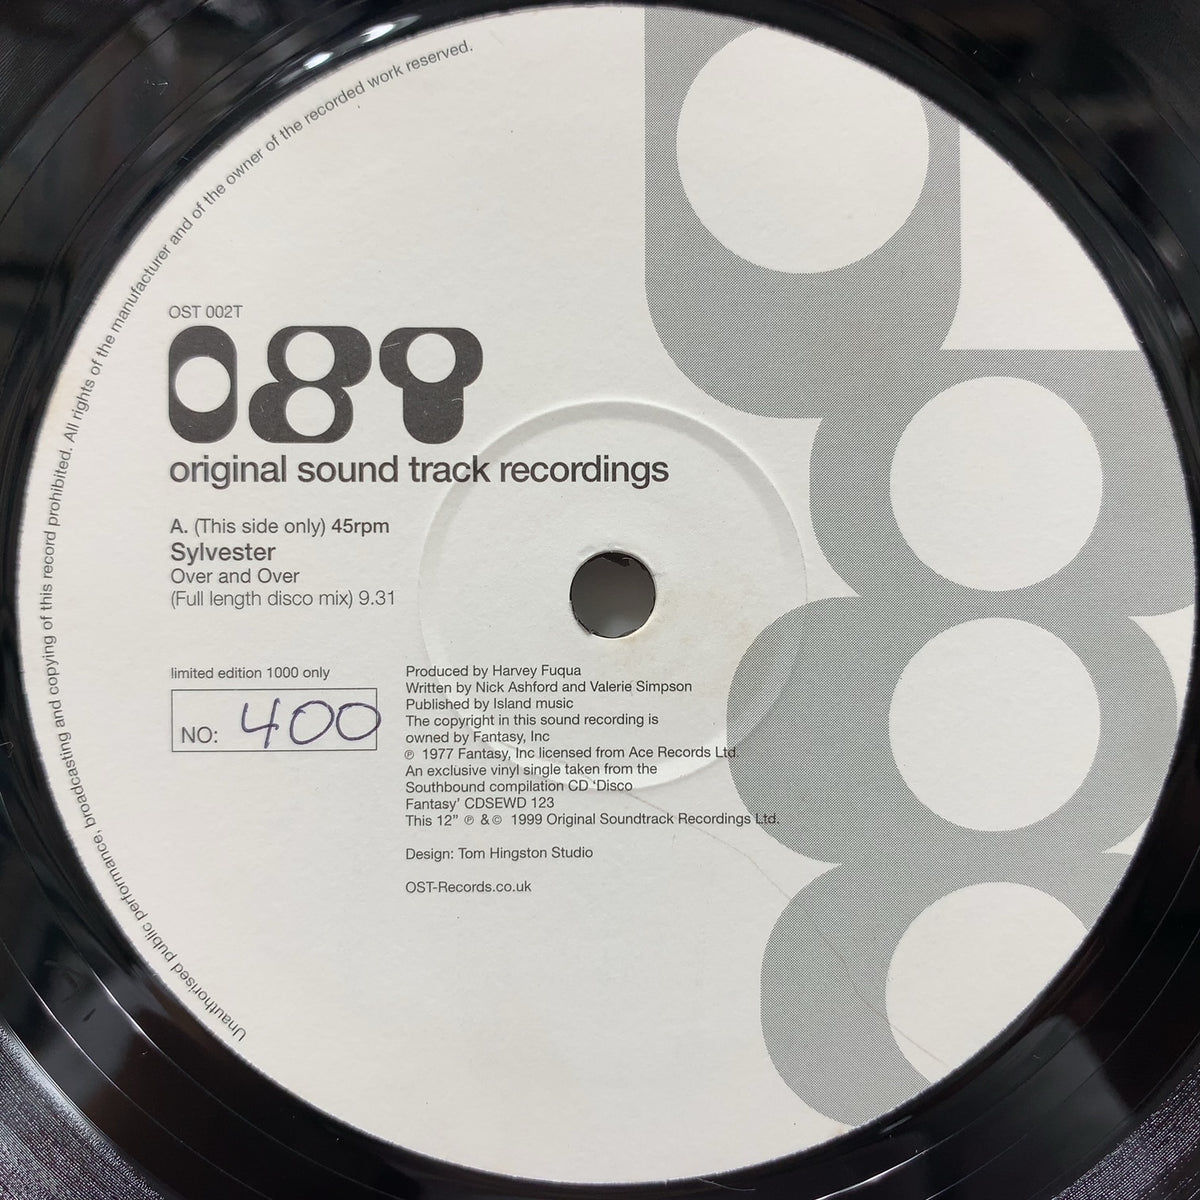 Unauthorised public performance, broadcasting and copying of this record prohibited. All rights of the manufacturer and of the owner of the recorded work reserved.
OST 002T
OST
original sound track recordings
A. (This side only) 45rpm
Sylvester
Over and Over
(Full length disco mix) 9.31
limited edition 1000 only
NO: 400
Produced by Harvey Fuqua
Written by Nick Ashford and Valerie Simpson
Published by Island music
The copyright in this sound recording is
owned by Fantasy, Inc
℗ 1977 Fantasy, Inc licensed from Ace Records Ltd.
An exclusive vinyl single taken from the
Southbound compilation CD ‘Disco
Fantasy’ CDSEWD 123
This 12” ℗ & © 1999 Original Soundtrack Recordings Ltd.
Design: Tom Hingston Studio
OST-Records.co.uk